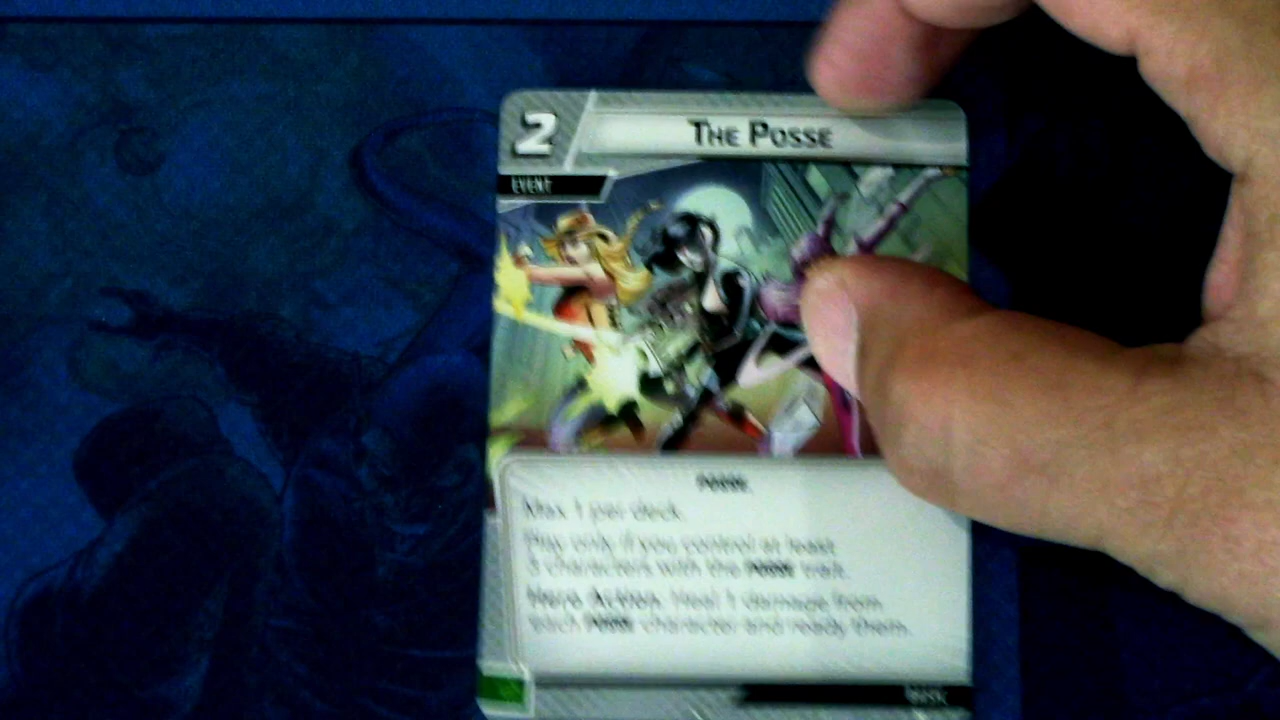 2
THE POSSE
EVENT
POSSE.
Max 1 per deck.
Play only if you control at least
3 characters with the POSSE trait.
Hero Action: Heal 1 damage from
each POSSE character and ready them.
BASIC